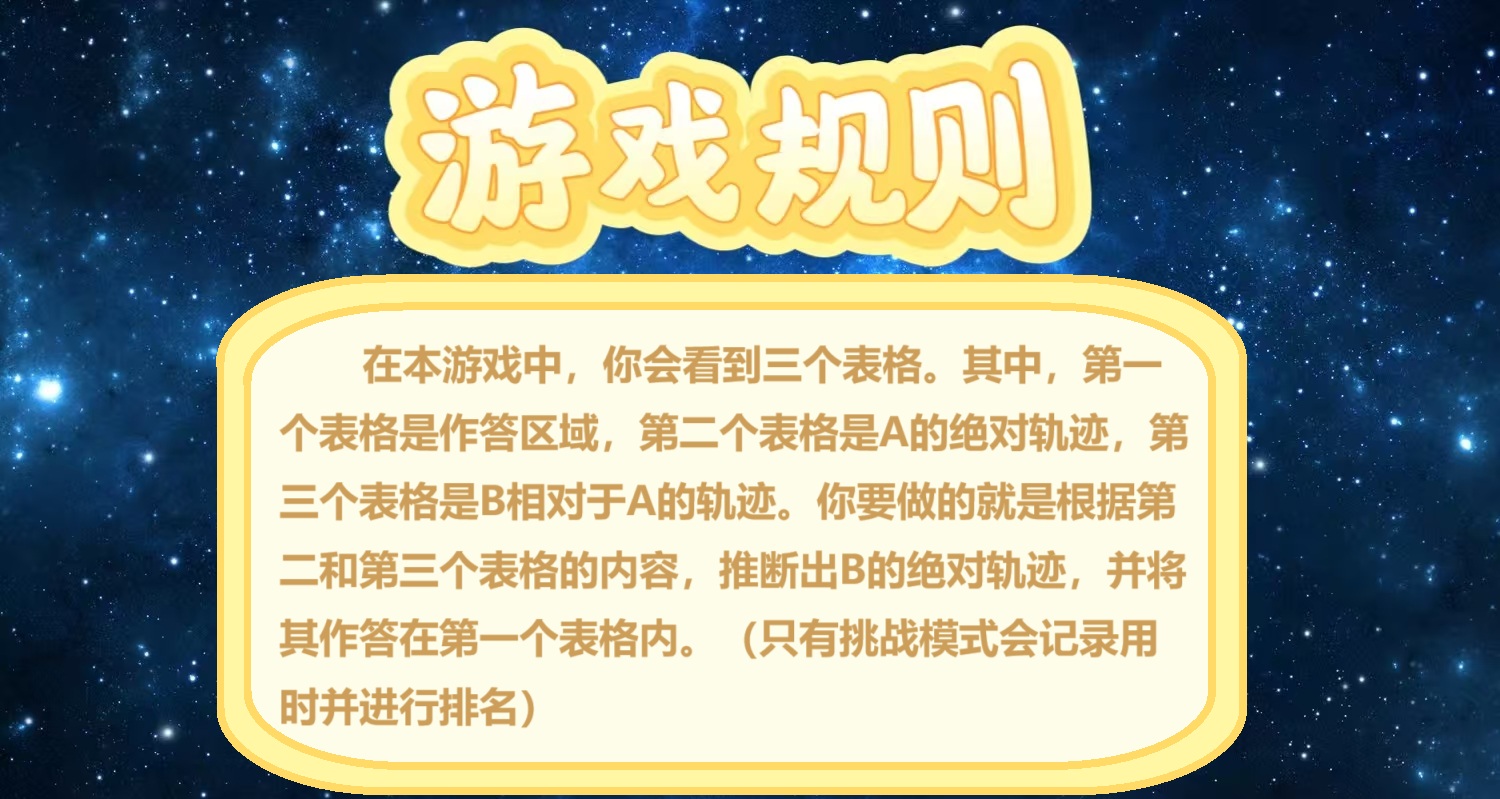 游戏规则
在本游戏中，你会看到三个表格。其中，第一
个表格是作答区域，第二个表格是A的绝对轨迹，第
三个表格是B相对于A的轨迹。你要做的就是根据第
二和第三个表格的内容，推断出B的绝对轨迹，并将
其作答在第一个表格内。（只有挑战模式会记录用
时并进行排名）